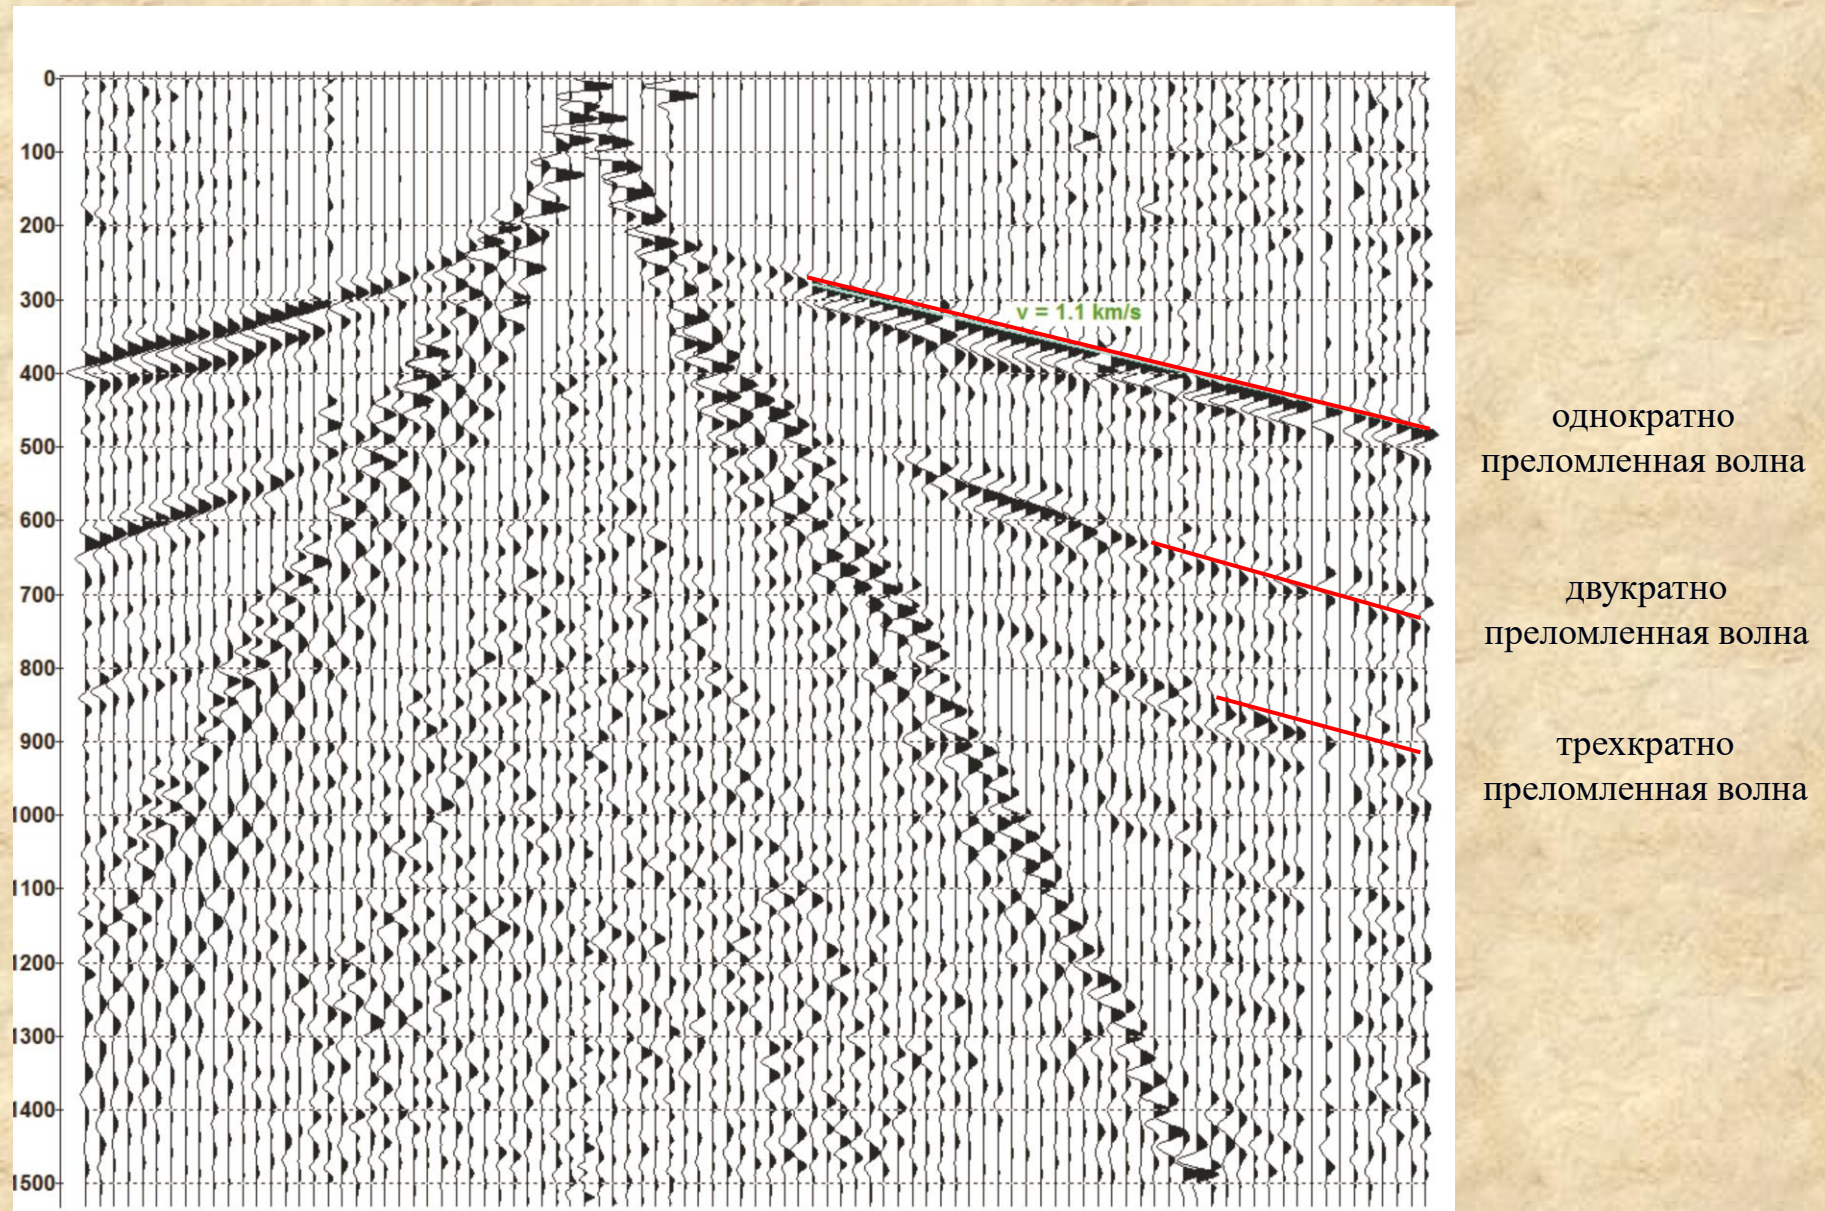 0
100
200
300
v = 1.1 km/s
400
500
600
700
800
900
1000
1100
1200
1300
1400
1500
однократно
преломленная волна
двукратно
преломленная волна
трехкратно
преломленная волна